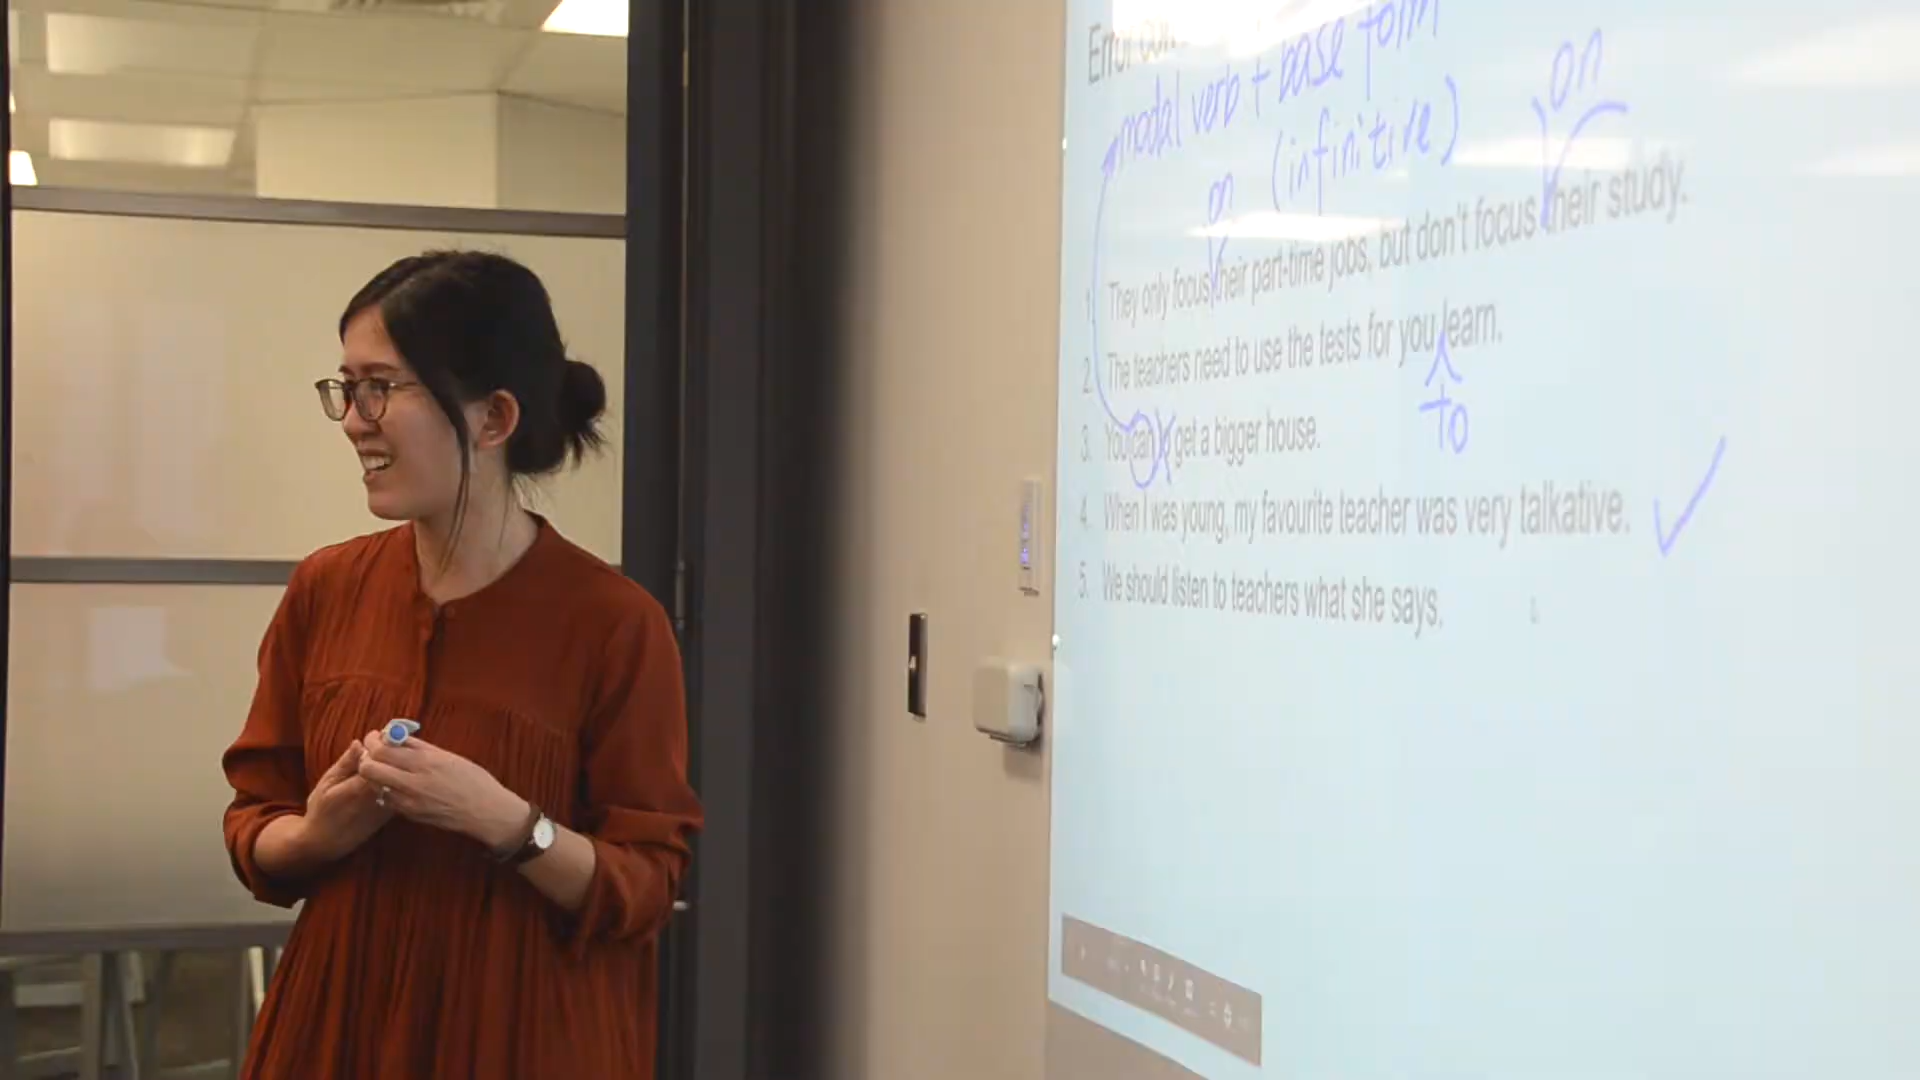 Error
modal verb + base form
(infinitive)
on
on
1. They only focus their part-time jobs, but don't focus their study.
2. The teachers need to use the tests for you learn.
to
3. You can to get a bigger house.
4. When I was young, my favourite teacher was very talkative.
5. We should listen to teachers what she says.